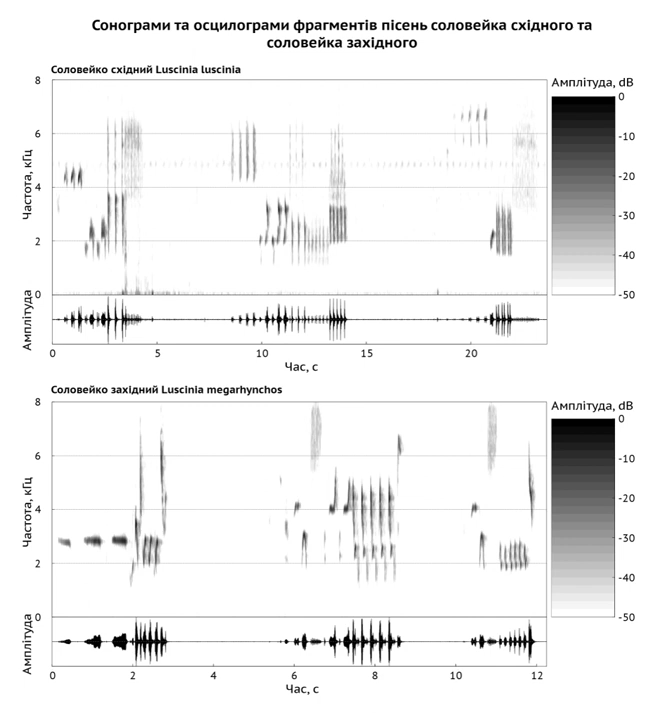 Сонограми та осцилограми фрагментів пісень соловейка східного та
соловейка західного
Соловейко східний Luscinia luscinia
Амплітуда, dB
8
6
4
2
0
Частота, кГц
Амплітуда
0
-10
-20
-30
-40
-50
0 5 10 15 20
Час, с
Соловейко західний Luscinia megarhynchos
Амплітуда, dB
8
6
4
2
0
Частота, кГц
Амплітуда
0
-10
-20
-30
-40
-50
0 2 4 6 8 10 12
Час, с